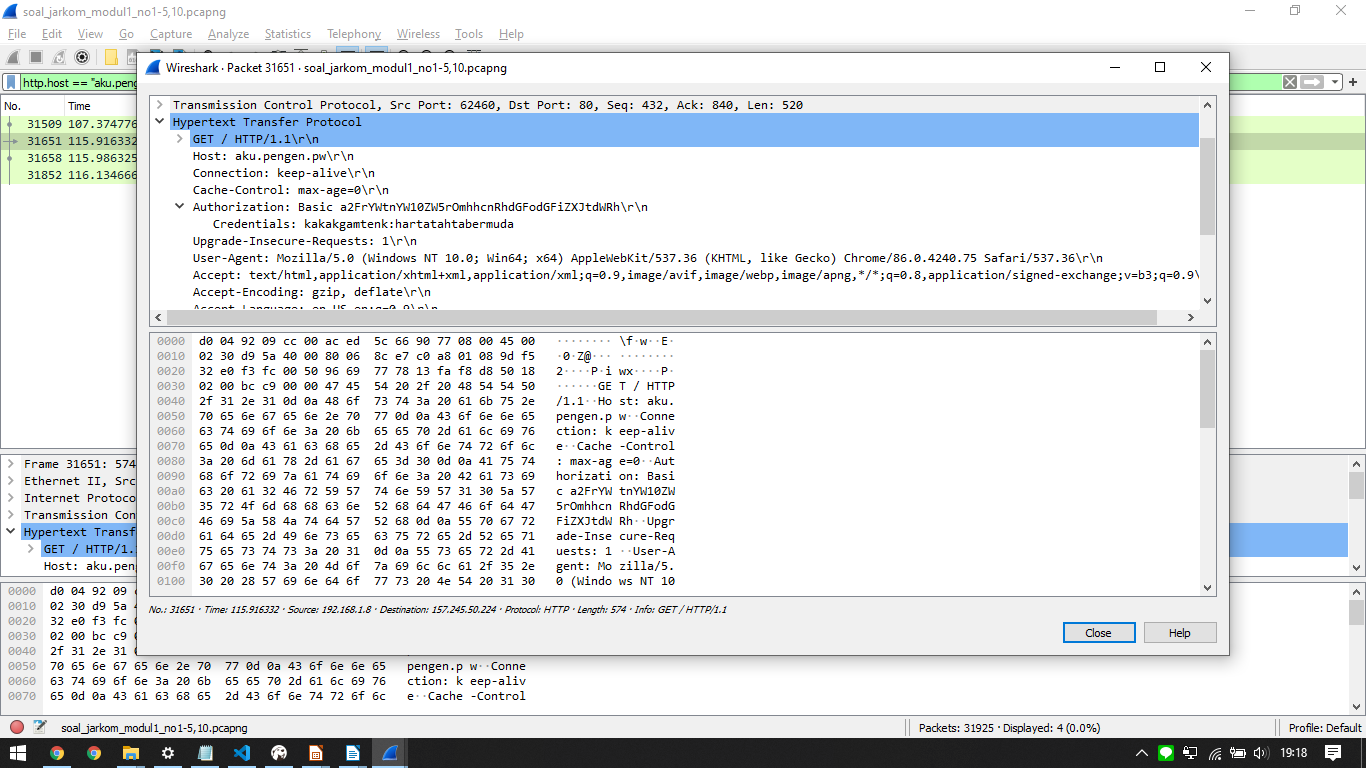 soal_jarkom_modul1_no1-5,10.pcapng
File Edit View Go Capture Analyze Statistics Telephony Wireless Tools Help
http.host == "aku.peng
Wireshark · Packet 31651 · soal_jarkom_modul1_no1-5,10.pcapng
No. Time
31509 107.374776
31651 115.916332
31658 115.986325
31852 116.134666
Transmission Control Protocol, Src Port: 62460, Dst Port: 80, Seq: 432, Ack: 840, Len: 520
Hypertext Transfer Protocol
GET / HTTP/1.1\r\n
Host: aku.pengen.pw\r\n
Connection: keep-alive\r\n
Cache-Control: max-age=0\r\n
Authorization: Basic a2FrYWtnYW10ZW5rOmhhcnRhdGFodGFiZXJtdWRh\r\n
Credentials: kakakgamtenk:hartatahtabermuda
Upgrade-Insecure-Requests: 1\r\n
User-Agent: Mozilla/5.0 (Windows NT 10.0; Win64; x64) AppleWebKit/537.36 (KHTML, like Gecko) Chrome/86.0.4240.75 Safari/537.36\r\n
Accept: text/html,application/xhtml+xml,application/xml;q=0.9,image/avif,image/webp,image/apng,*/*;q=0.8,application/signed-exchange;v=b3;q=0.9\
Accept-Encoding: gzip, deflate\r\n
Accept-Language: en-US,en;q=0.9\r\n
0000 d0 04 92 09 cc 00 ac ed 5c 66 90 77 08 00 45 00 ········ \f·w··E·
0010 02 30 d9 5a 40 00 80 06 8c e7 c0 a8 01 08 9d f5 ·0·Z@··· ········
0020 32 e0 f3 fc 00 50 96 69 77 78 13 fa f8 d8 50 18 2····P·i wx····P·
0030 02 00 bc c9 00 00 47 45 54 20 2f 20 48 54 54 50 ······GE T / HTTP
0040 2f 31 2e 31 0d 0a 48 6f 73 74 3a 20 61 6b 75 2e /1.1··Ho st: aku.
0050 70 65 6e 67 65 6e 2e 70 77 0d 0a 43 6f 6e 6e 65 pengen.p w··Conne
0060 63 74 69 6f 6e 3a 20 6b 65 65 70 2d 61 6c 69 76 ction: k eep-aliv
0070 65 0d 0a 43 61 63 68 65 2d 43 6f 6e 74 72 6f 6c e··Cache -Control
0080 3a 20 6d 61 78 2d 61 67 65 3d 30 0d 0a 41 75 74 : max-ag e=0··Aut
0090 68 6f 72 69 7a 61 74 69 6f 6e 3a 20 42 61 73 69 horizati on: Basi
00a0 63 20 61 32 46 72 59 57 74 6e 59 57 31 30 5a 57 c a2FrYW tnYW10ZW
00b0 35 72 4f 6d 68 68 63 6e 52 68 64 47 46 6f 64 47 5rOmhhcn RhdGFodG
00c0 46 69 5a 58 4a 74 64 57 52 68 0d 0a 55 70 67 72 FiZXJtdW Rh··Upgr
00d0 61 64 65 2d 49 6e 73 65 63 75 72 65 2d 52 65 71 ade-Inse cure-Req
00e0 75 65 73 74 73 3a 20 31 0d 0a 55 73 65 72 2d 41 uests: 1 ··User-A
00f0 67 65 6e 74 3a 20 4d 6f 7a 69 6c 6c 61 2f 35 2e gent: Mo zilla/5.
0100 30 20 28 57 69 6e 64 6f 77 73 20 4e 54 20 31 30 0 (Windo ws NT 10
No.: 31651 · Time: 115.916332 · Source: 192.168.1.8 · Destination: 157.245.50.224 · Protocol: HTTP · Length: 574 · Info: GET / HTTP/1.1
Close Help
Frame 31651: 574
Ethernet II, Src
Internet Protoco
Transmission Con
Hypertext Transf
GET / HTTP/1.
Host: aku.peng
0000 d0 04 92 09
0010 02 30 d9 5a 4
0020 32 e0 f3 fc 0
0030 02 00 bc c9 0
0040 2f 31 2e 31 0
0050 70 65 6e 67 65 6e 2e 70 77 0d 0a 43 6f 6e 6e 65 pengen.p w··Conne
0060 63 74 69 6f 6e 3a 20 6b 65 65 70 2d 61 6c 69 76 ction: k eep-aliv
0070 65 0d 0a 43 61 63 68 65 2d 43 6f 6e 74 72 6f 6c e··Cache -Control
soal_jarkom_modul1_no1-5,10.pcapng Packets: 31925 · Displayed: 4 (0.0%) Profile: Default
19:18